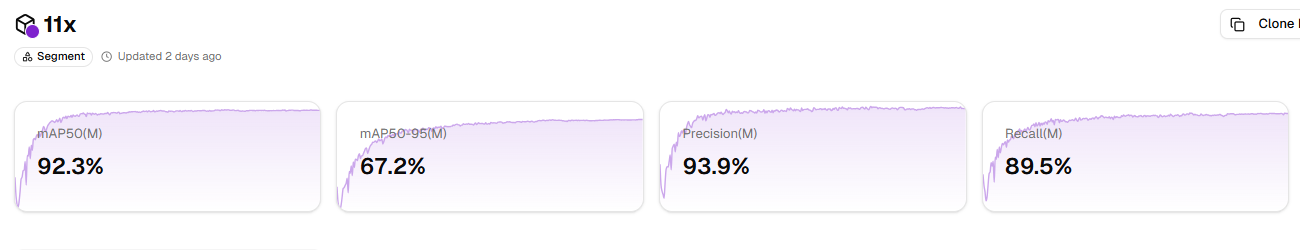 11x
Clone
Segment Updated 2 days ago
mAP50(M) mAP50-95(M) Precision(M) Recall(M)
92.3% 67.2% 93.9% 89.5%